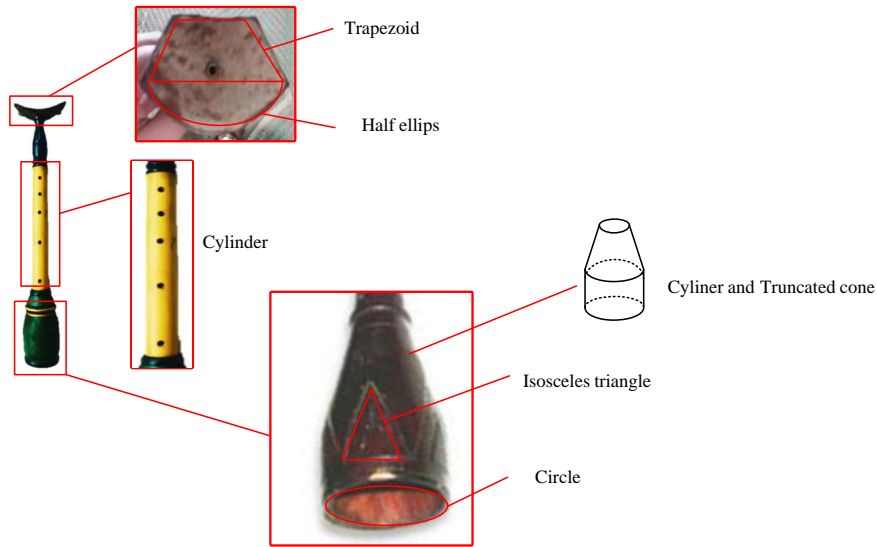 Trapezoid
Half ellips
Cylinder
Cyliner and Truncated cone
Isosceles triangle
Circle